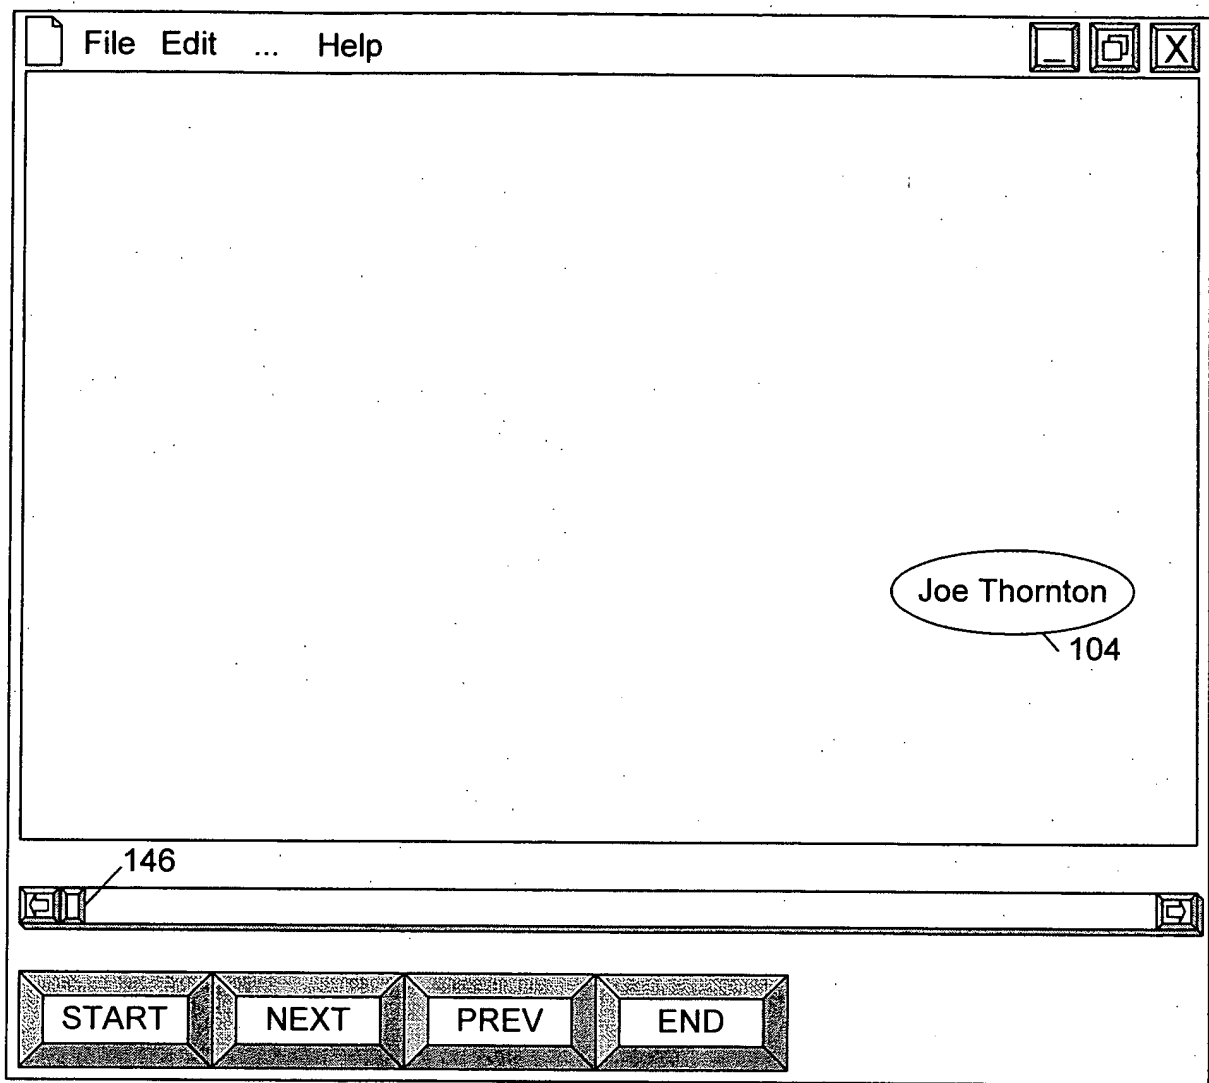 File Edit ... Help
X
Joe Thornton
104
146
START NEXT PREV END